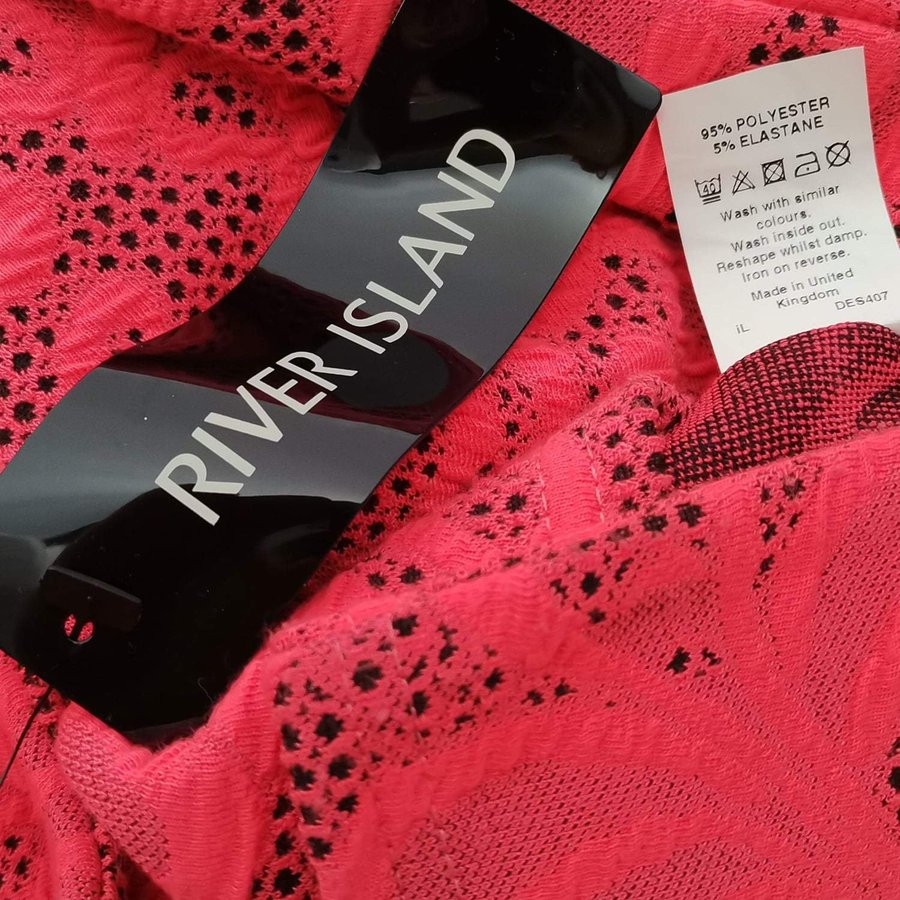 RIVER ISLAND
95% POLYESTER
5% ELASTANE
40
Wash with similar
colours.
Wash inside out.
Reshape whilst damp.
Iron on reverse.
Made in United
Kingdom
iL DES407